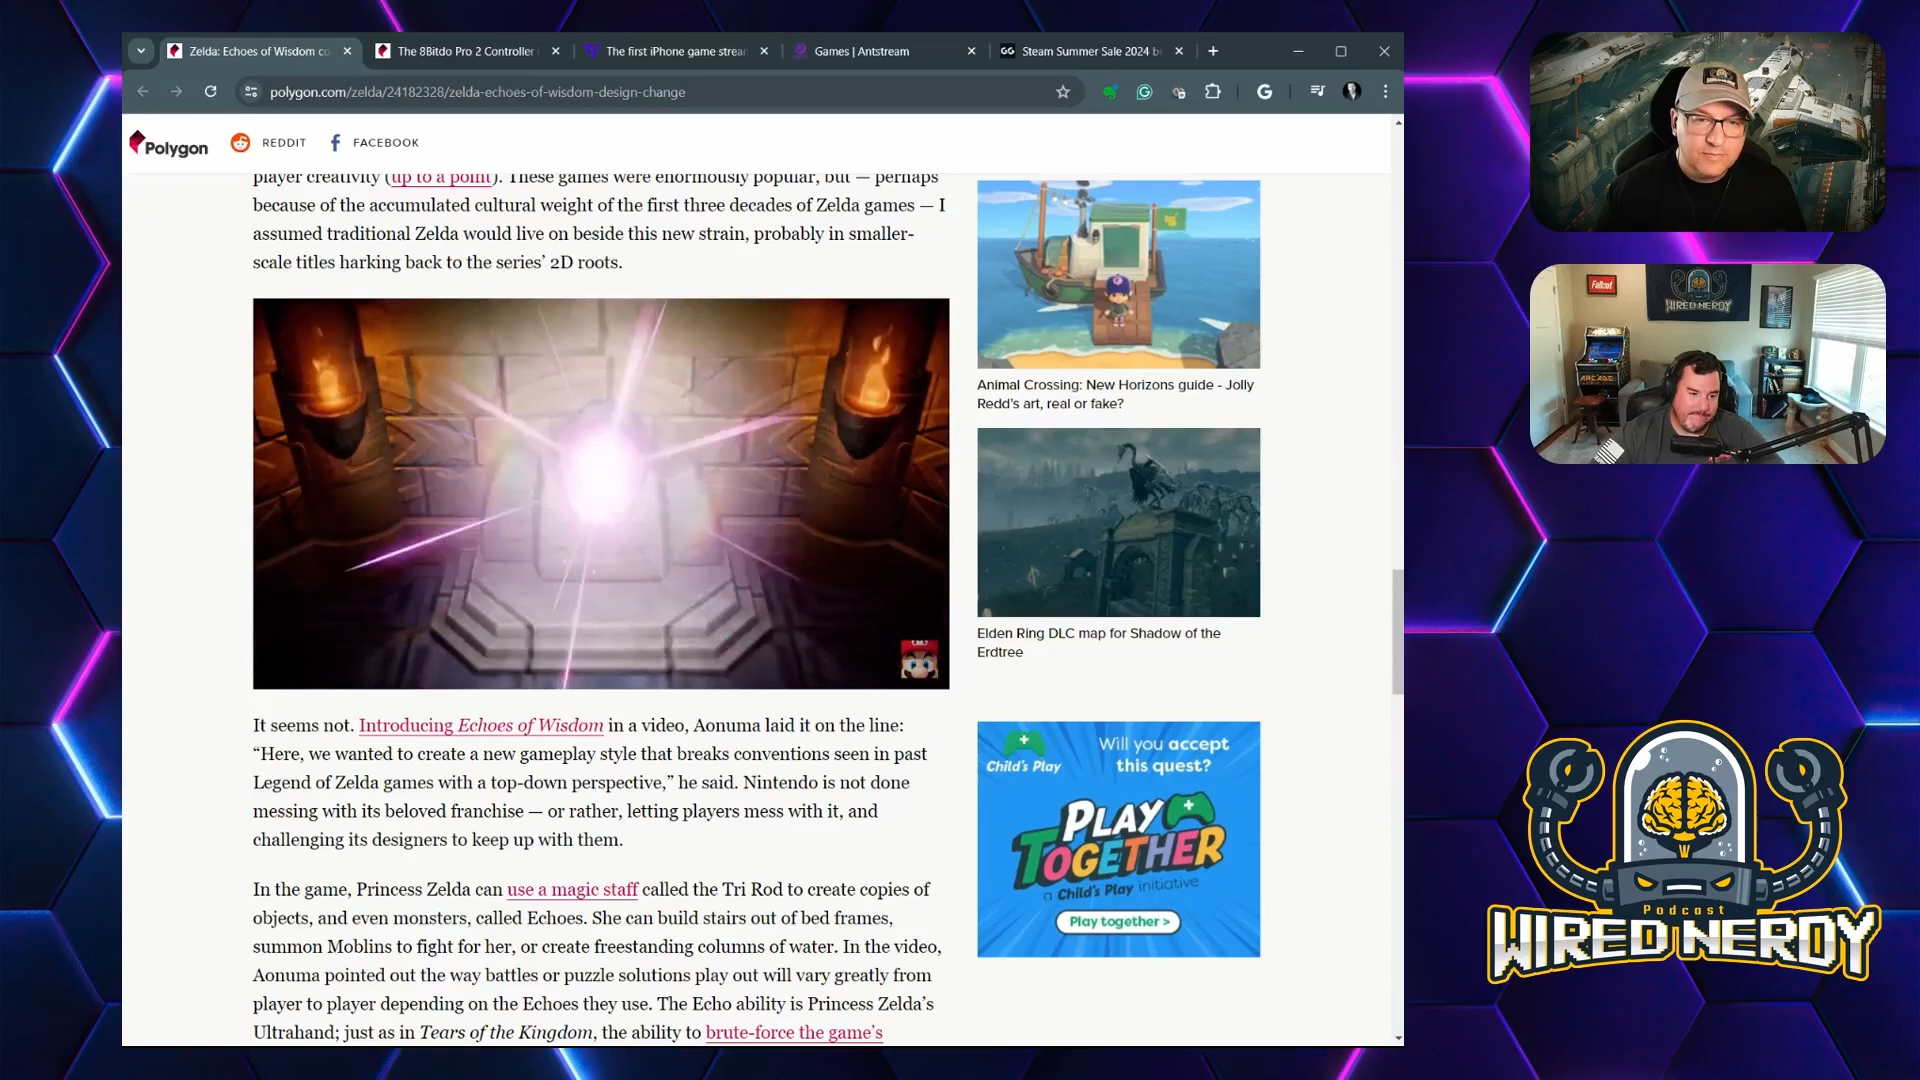 Zelda: Echoes of Wisdom co
The 8Bitdo Pro 2 Controller
The first iPhone game strea
Games | Antstream
GG
Steam Summer Sale 2024 b
polygon.com/zelda/24182328/zelda-echoes-of-wisdom-design-change
Polygon
REDDIT
FACEBOOK
player creativity (up to a point). These games were enormously popular, but — perhaps
because of the accumulated cultural weight of the first three decades of Zelda games — I
assumed traditional Zelda would live on beside this new strain, probably in smaller-
scale titles harking back to the series’ 2D roots.
It seems not. Introducing Echoes of Wisdom in a video, Aonuma laid it on the line:
“Here, we wanted to create a new gameplay style that breaks conventions seen in past
Legend of Zelda games with a top-down perspective,” he said. Nintendo is not done
messing with its beloved franchise — or rather, letting players mess with it, and
challenging its designers to keep up with them.
In the game, Princess Zelda can use a magic staff called the Tri Rod to create copies of
objects, and even monsters, called Echoes. She can build stairs out of bed frames,
summon Moblins to fight for her, or create freestanding columns of water. In the video,
Aonuma pointed out the way battles or puzzle solutions play out will vary greatly from
player to player depending on the Echoes they use. The Echo ability is Princess Zelda’s
Ultrahand; just as in Tears of the Kingdom, the ability to brute-force the game’s
Animal Crossing: New Horizons guide - Jolly
Redd’s art, real or fake?
Elden Ring DLC map for Shadow of the
Erdtree
Child’s Play
Will you accept
this quest?
PLAY
TOGETHER
a Child’s Play initiative
Play together >
Fallout
WIRED NERDY
ARCADE
Podcast
WIRED NERDY